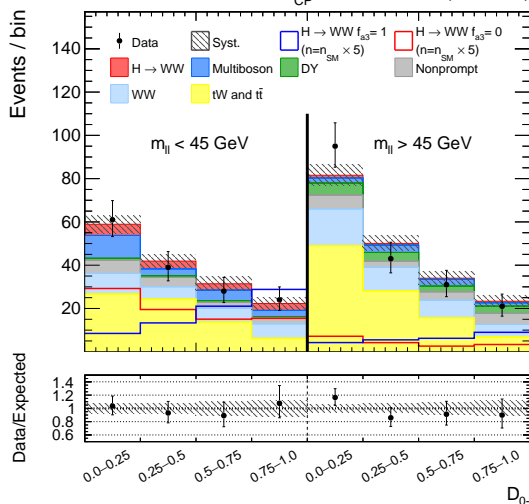 CP
Events / bin
Data
Syst.
H → WW f_a3 = 1
(n=n_SM × 5)
H → WW f_a3 = 0
(n=n_SM × 5)
H → WW
Multiboson
DY
Nonprompt
WW
tW and tt̄
m_ll < 45 GeV
m_ll > 45 GeV
140
120
100
80
60
40
20
Data/Expected
1.4
1.2
1
0.8
0.6
0.0−0.25
0.25−0.5
0.5−0.75
0.75−1.0
0.0−0.25
0.25−0.5
0.5−0.75
0.75−1.0